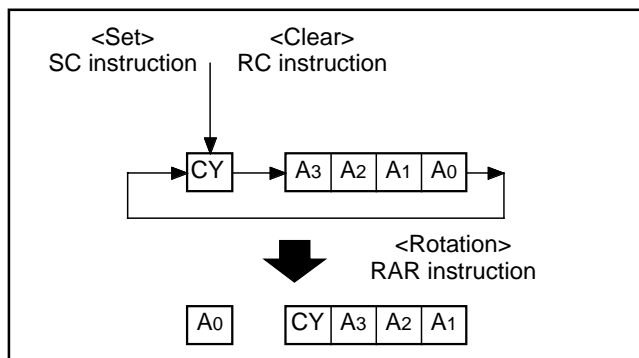 <Set> <Clear>
SC instruction RC instruction
CY A3 A2 A1 A0
<Rotation>
RAR instruction
A0 CY A3 A2 A1